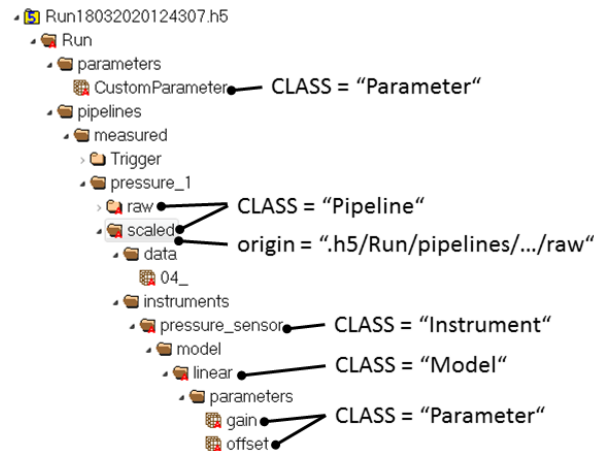 Run18032020124307.h5
Run
parameters
CustomParameter CLASS = “Parameter“
pipelines
measured
Trigger
pressure_1
raw CLASS = “Pipeline“
scaled
origin = “.h5/Run/pipelines/.../raw“
data
04_
instruments
pressure_sensor CLASS = “Instrument“
model
linear CLASS = “Model“
parameters
gain CLASS = “Parameter“
offset